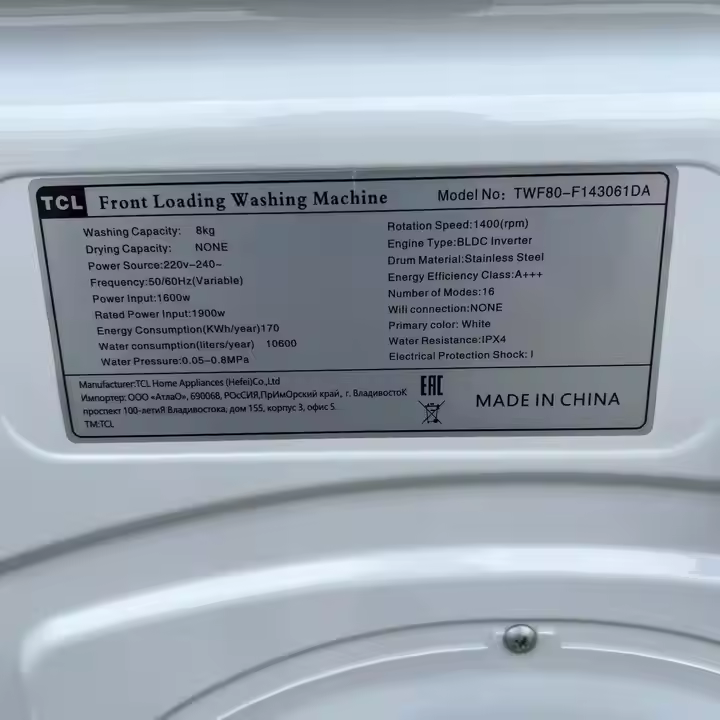 TCL Front Loading Washing Machine Model No: TWF80-F143061DA
Washing Capacity: 8kg
Drying Capacity: NONE
Power Source:220v-240~
Frequency:50/60Hz(Variable)
Power Input:1600w
Rated Power Input:1900w
Energy Consumption(KWh/year)170
Water consumption(liters/year) 10600
Water Pressure:0.05-0.8MPa
Rotation Speed:1400(rpm)
Engine Type:BLDC Inverter
Drum Material:Stainless Steel
Energy Efficiency Class:A+++
Number of Modes:16
Wifi connection:NONE
Primary color: White
Water Resistance:IPX4
Electrical Protection Shock: I
Manufacturer:TCL Home Appliances (Hefei)Co.,Ltd
Импортер: ООО «АтлаО», 690068, РОсСИЯ,ПрИмОрский край, г. ВладивостоК
проспект 100-летиЯ Владивостока, дом 155, корпус 3, офис 5.
TM:TCL
EAC
MADE IN CHINA